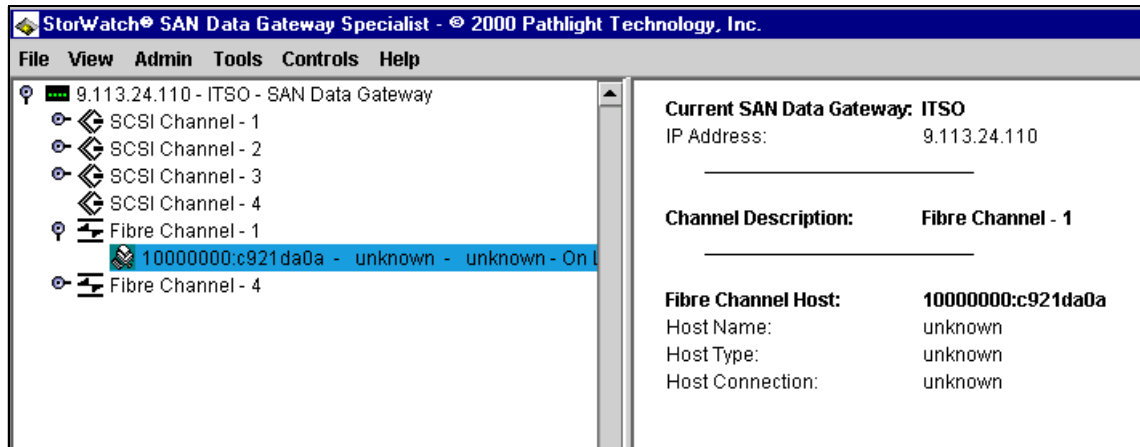 StorWatch® SAN Data Gateway Specialist - © 2000 Pathlight Technology, Inc.
File View Admin Tools Controls Help
9.113.24.110 - ITSO - SAN Data Gateway
SCSI Channel - 1
SCSI Channel - 2
SCSI Channel - 3
SCSI Channel - 4
Fibre Channel - 1
10000000:c921da0a - unknown - unknown - On L
Fibre Channel - 4
Current SAN Data Gateway: ITSO
IP Address: 9.113.24.110
Channel Description: Fibre Channel - 1
Fibre Channel Host: 10000000:c921da0a
Host Name: unknown
Host Type: unknown
Host Connection: unknown